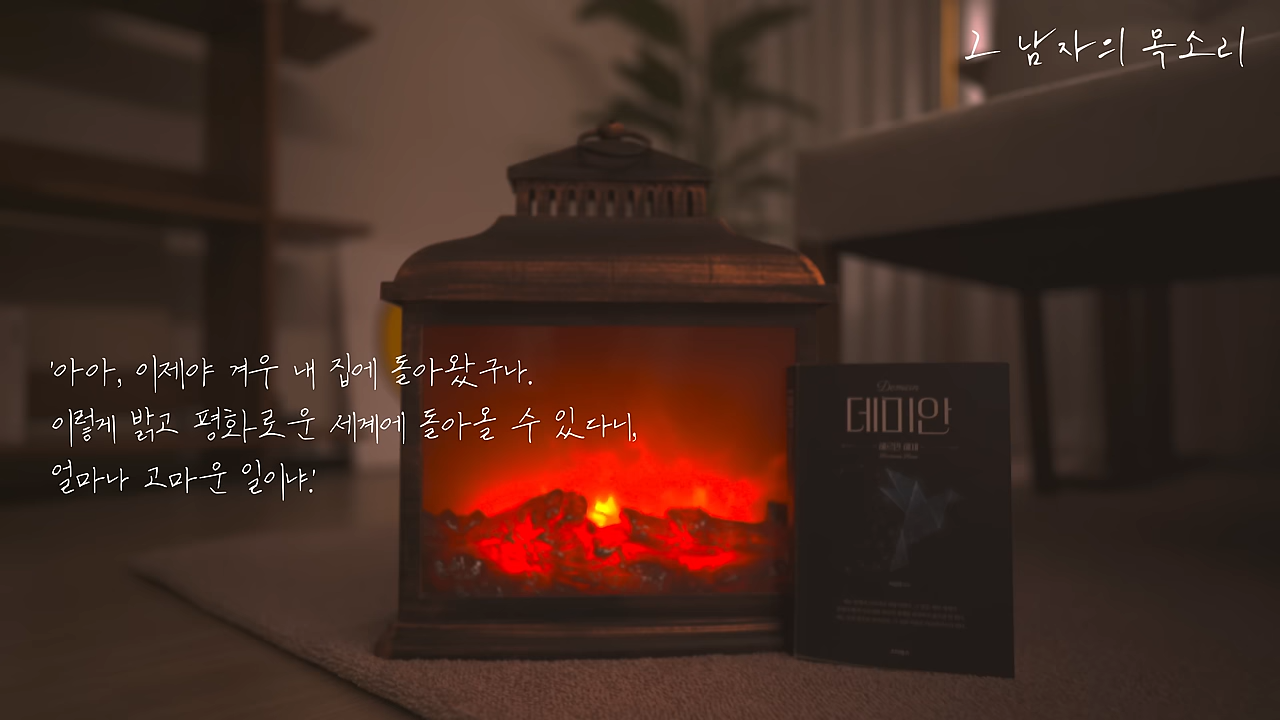 그 남자의 목소리
'아아, 이제야 겨우 내 집에 돌아왔구나.
이렇게 밝고 평화로운 세계에 돌아올 수 있다니,
얼마나 고마운 일이냐!'
Demian
데미안